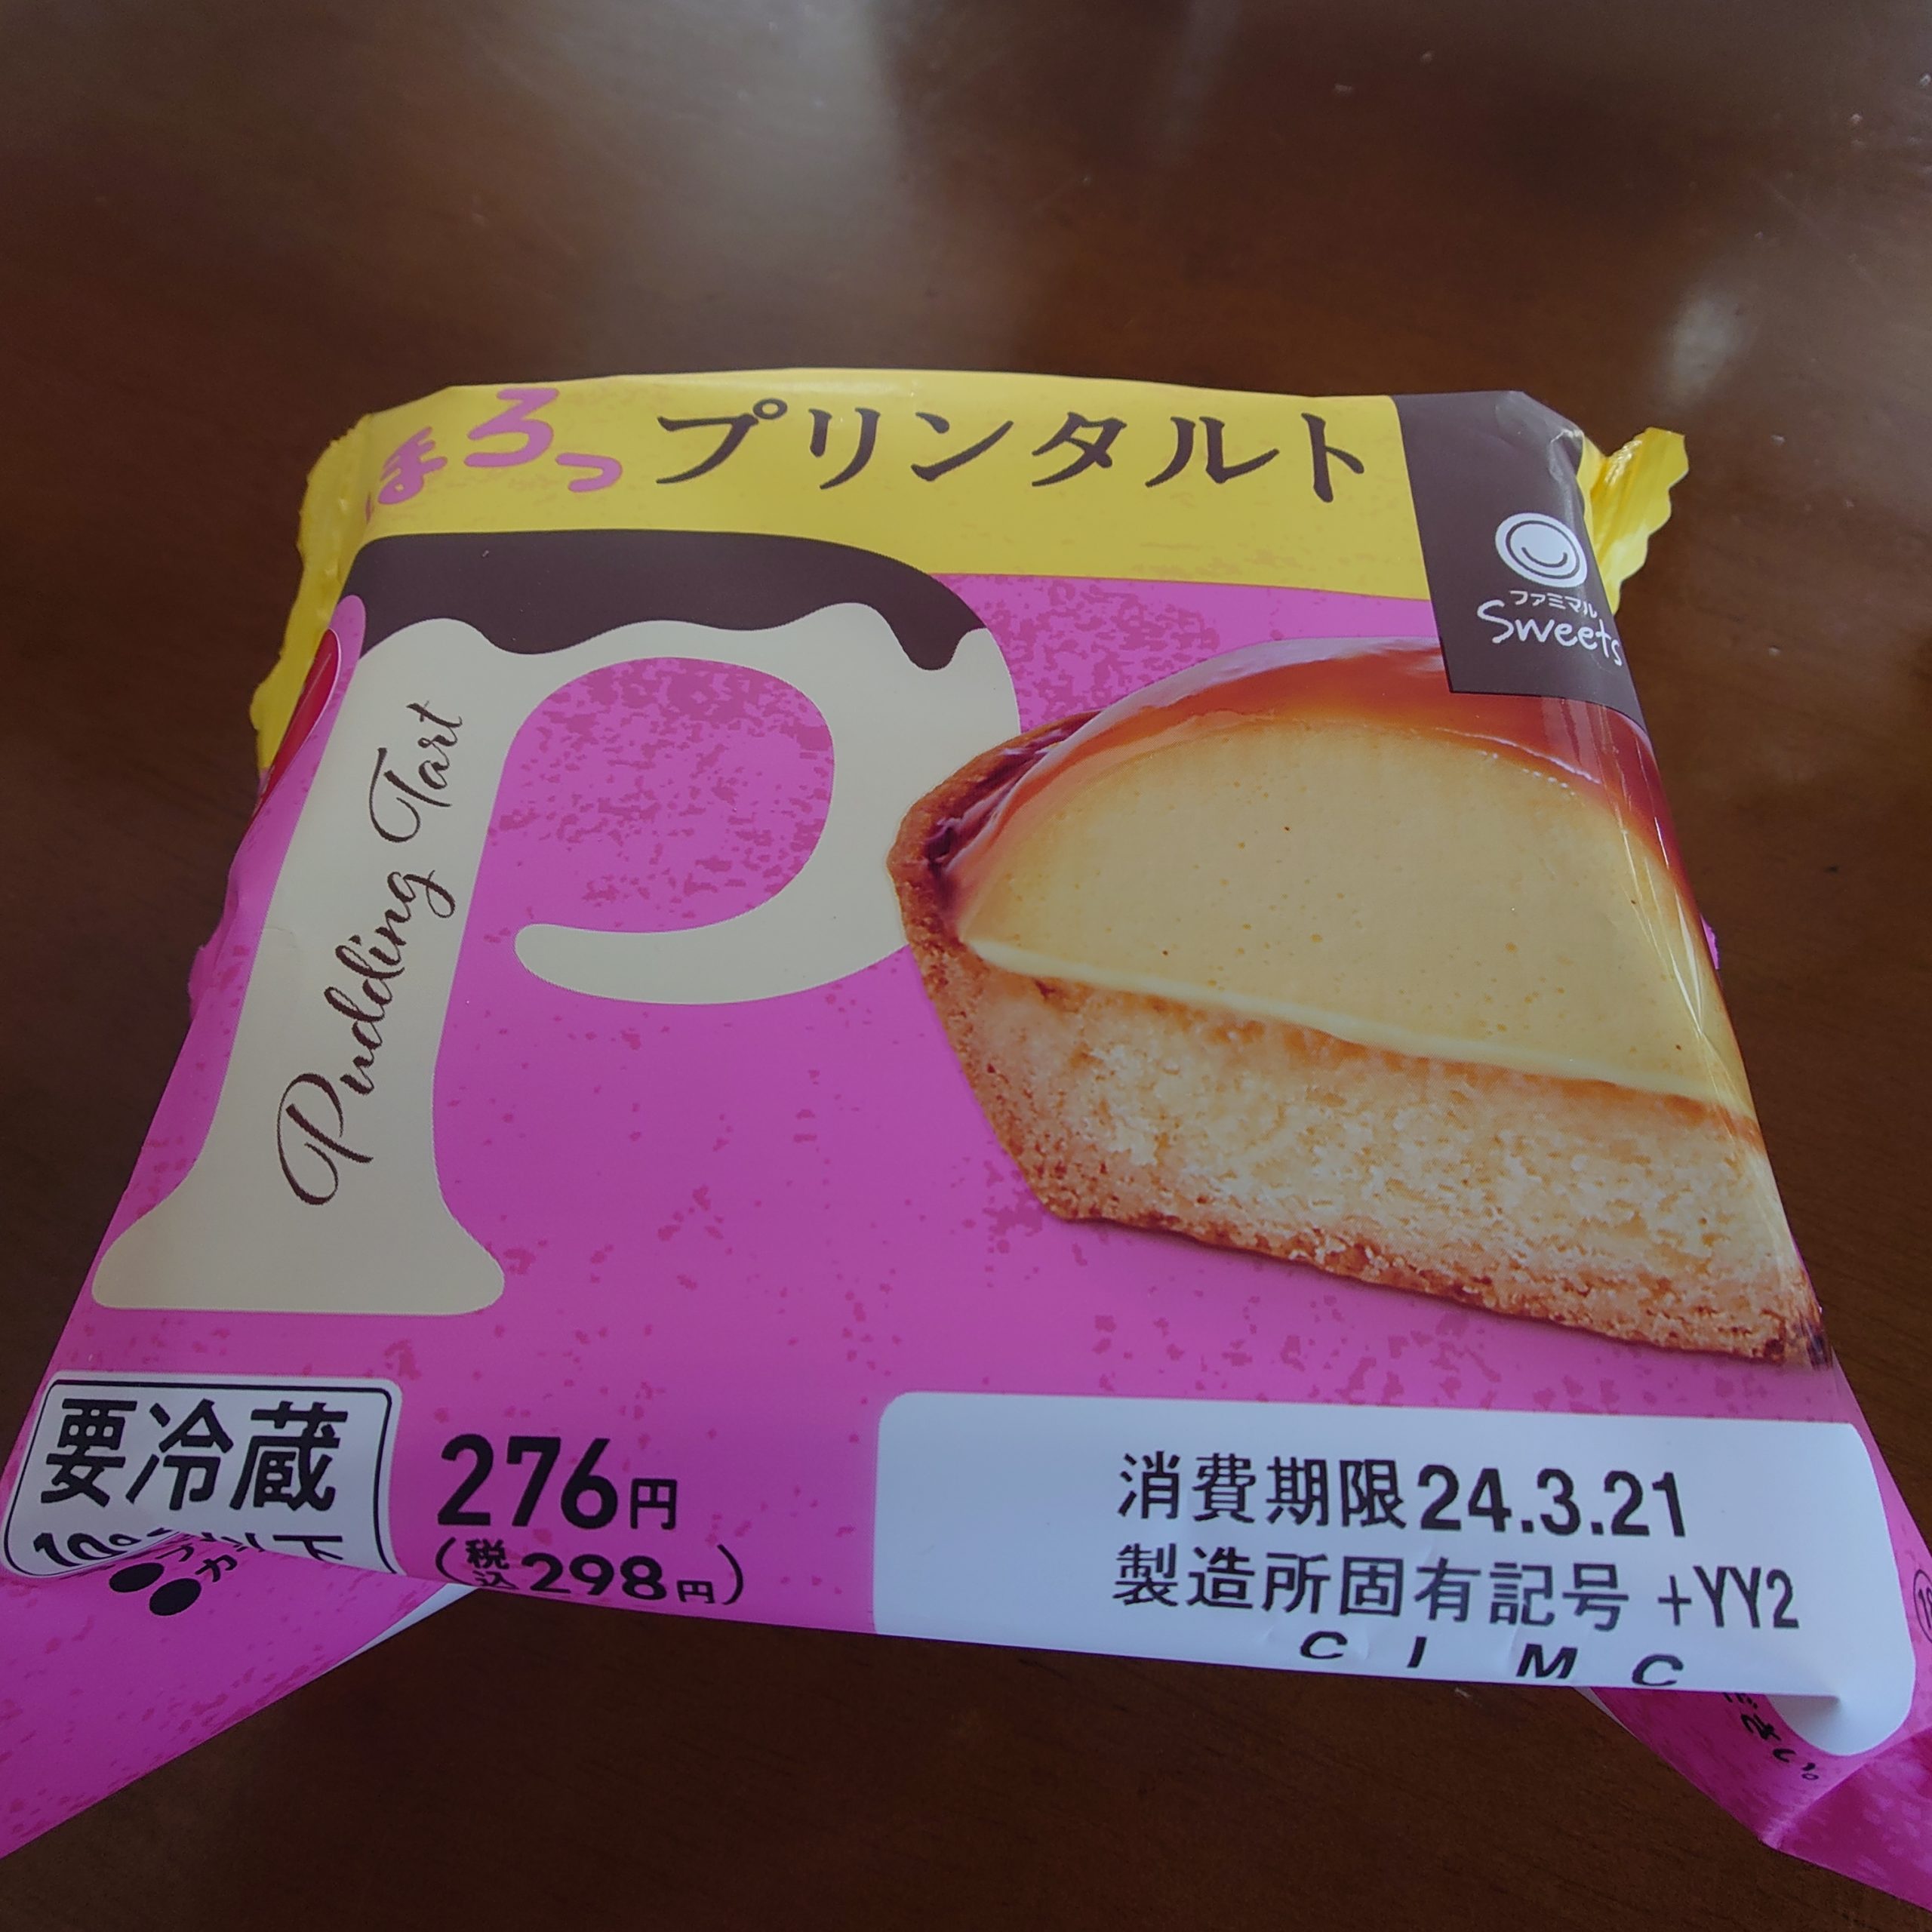 ほろっ プリンタルト
ファミマル
Sweets
Pudding Tart
要冷蔵
276円
(税込298円)
消費期限24.3.21
製造所固有記号 +YY2
C I M C